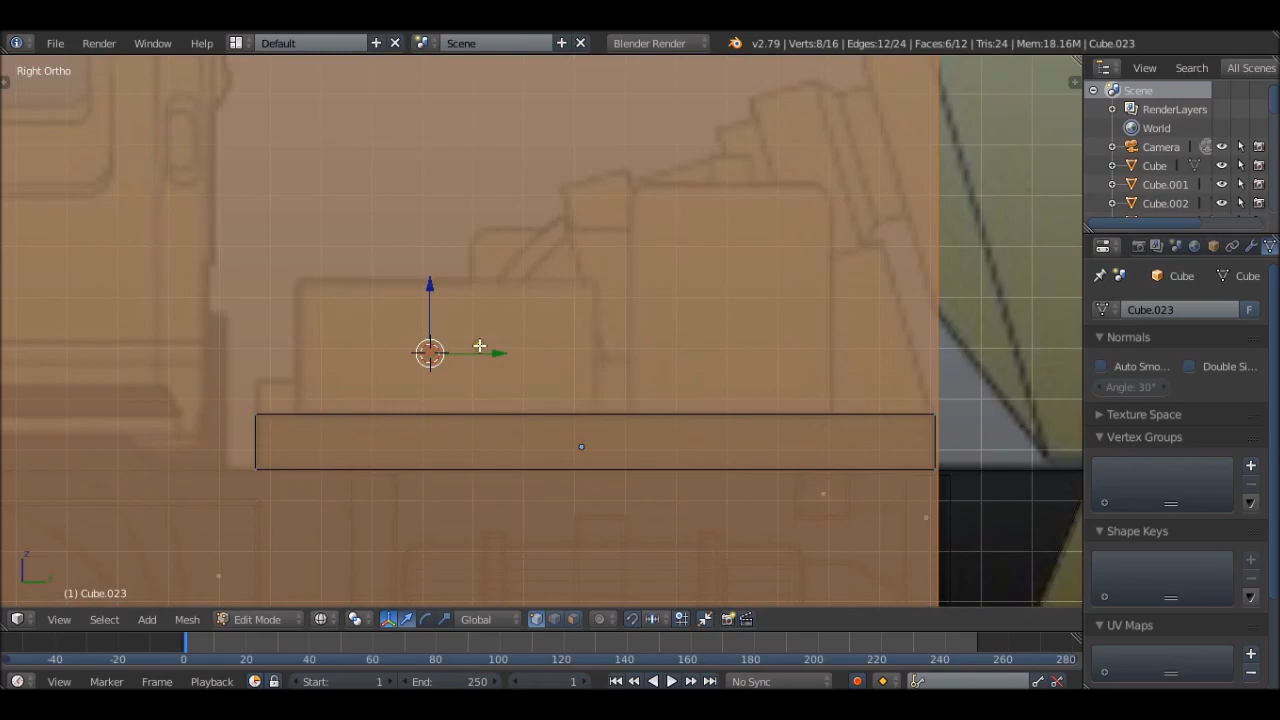 File Render Window Help Default Scene Blender Render v2.79 | Verts:8/16 | Edges:12/24 | Faces:6/12 | Tris:24 | Mem:18.16M | Cube.023
Right Ortho
View Search All Scenes
Scene
RenderLayers
World
Camera
Cube
Cube.001
Cube.002
Cube Cube
Cube.023 F
Normals
Auto Smo... Double Si...
Angle: 30°
Texture Space
Vertex Groups
Shape Keys
UV Maps
z
(1) Cube.023
View Select Add Mesh Edit Mode Global
-40 -20 0 20 40 60 80 100 120 140 160 180 200 220 240 260 280
View Marker Frame Playback Start: 1 End: 250 1 No Sync